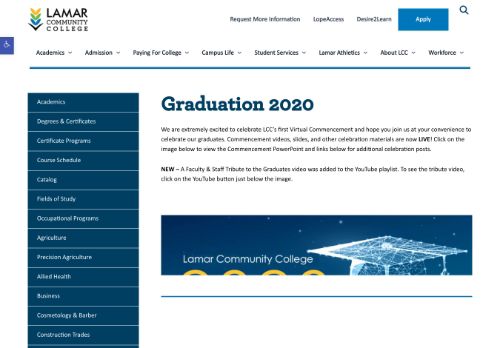 LAMAR
COMMUNITY
COLLEGE
Request More Information LopeAccess Desire2Learn Apply
Academics Admission Paying For College Campus Life Student Services Lamar Athletics About LCC Workforce
Academics
Degrees & Certificates
Certificate Programs
Course Schedule
Catalog
Fields of Study
Occupational Programs
Agriculture
Precision Agriculture
Allied Health
Business
Cosmetology & Barber
Construction Trades
Graduation 2020
We are extremely excited to celebrate LCC's first Virtual Commencement and hope you join us at your convenience to
celebrate our graduates. Commencement videos, slides, and other celebration materials are now LIVE! Click on the
image below to view the Commencement PowerPoint and links below for additional celebration posts.
NEW – A Faculty & Staff Tribute to the Graduates video was added to the YouTube playlist. To see the tribute video,
click on the YouTube button just below the image.
Lamar Community College